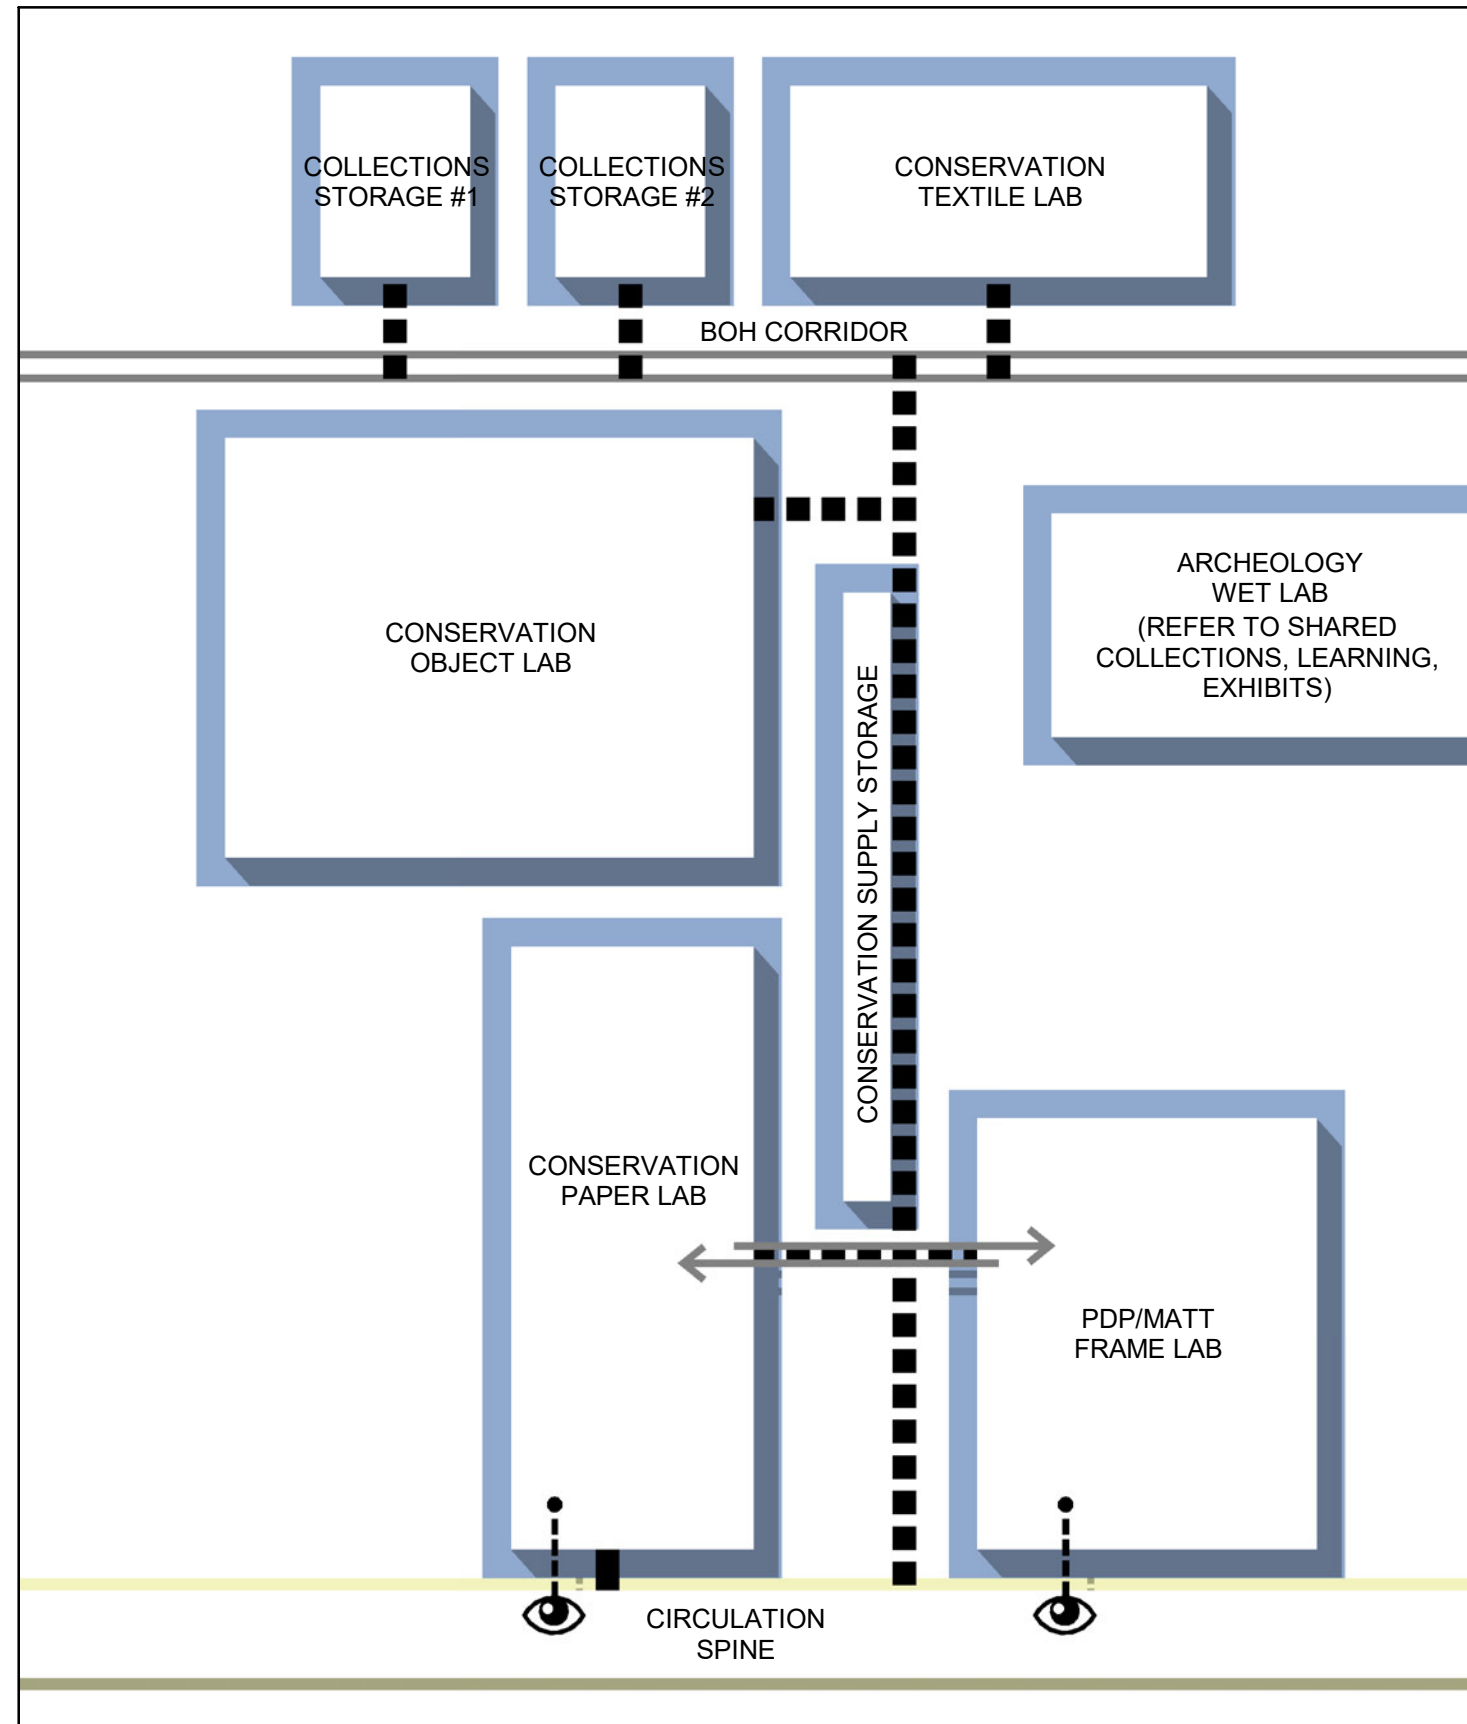 COLLECTIONS
STORAGE #1
COLLECTIONS
STORAGE #2
CONSERVATION
TEXTILE LAB
BOH CORRIDOR
CONSERVATION
OBJECT LAB
ARCHEOLOGY
WET LAB
(REFER TO SHARED
COLLECTIONS, LEARNING,
EXHIBITS)
CONSERVATION SUPPLY STORAGE
CONSERVATION
PAPER LAB
PDP/MATT
FRAME LAB
CIRCULATION
SPINE